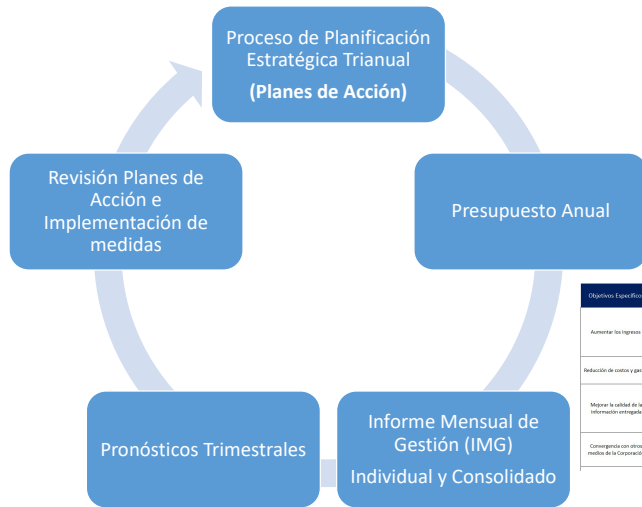 Proceso de Planificación
Estratégica Trianual
(Planes de Acción)
Presupuesto Anual
Informe Mensual de
Gestión (IMG)
Individual y Consolidado
Pronósticos Trimestrales
Revisión Planes de
Acción e
Implementación de
medidas
Objetivos Específico
Aumentar los ingresos
Reducción de costos y gas
Mejorar la calidad de la
información entregada
Convergencia con otros
medios de la Corporació